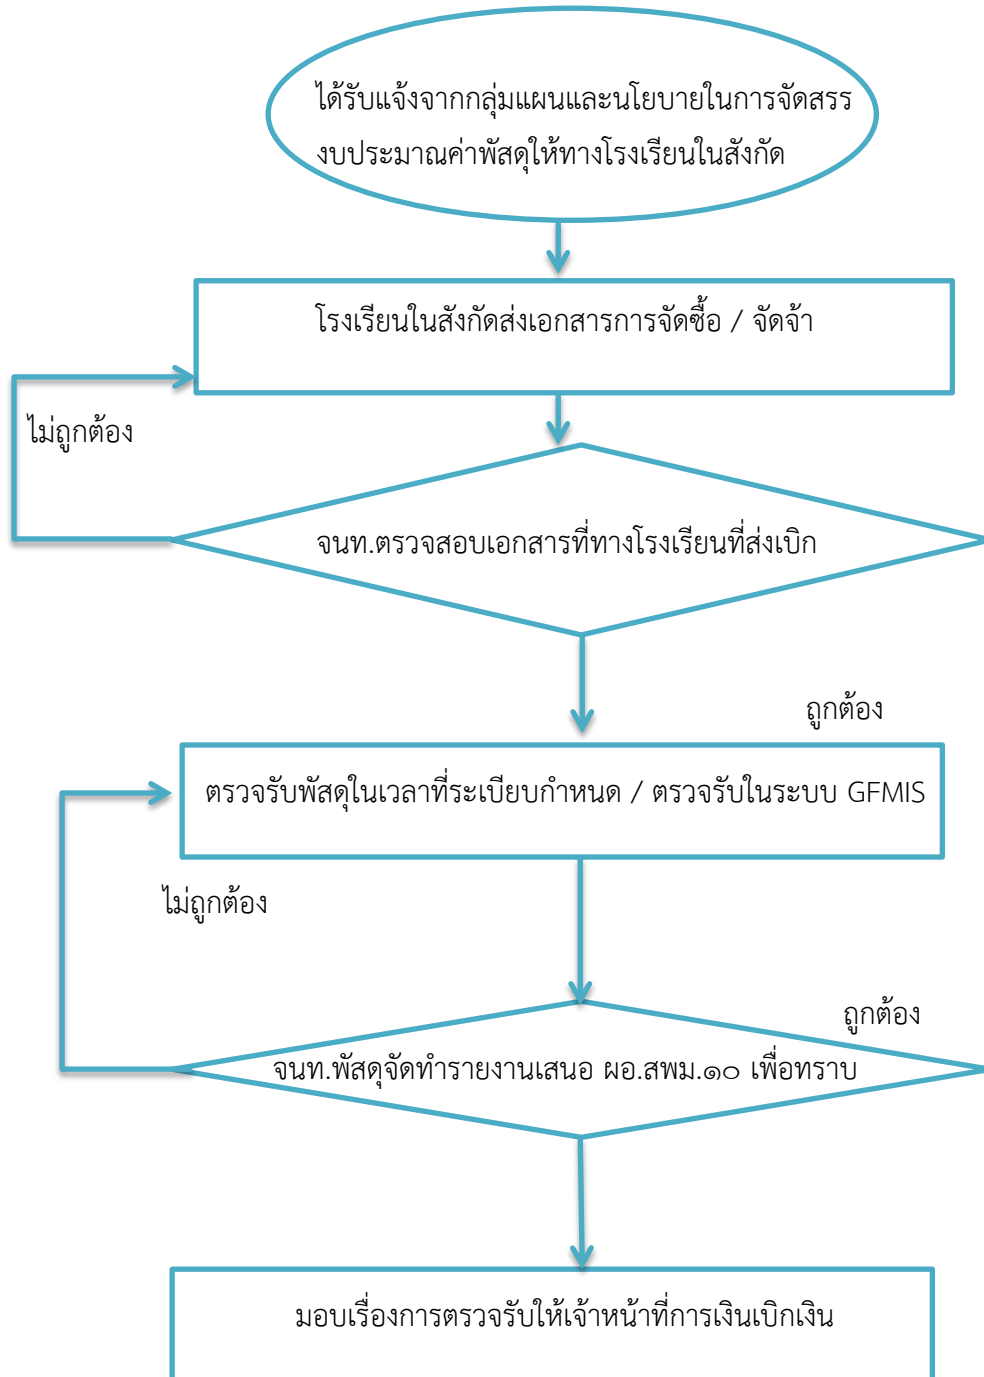 ได้รับแจ้งจากกลุ่มแผนและนโยบายในการจัดสรร
งบประมาณค่าพัสดุให้ทางโรงเรียนในสังกัด
โรงเรียนในสังกัดส่งเอกสารการจัดซื้อ / จัดจ้า
ไม่ถูกต้อง
จนท.ตรวจสอบเอกสารที่ทางโรงเรียนที่ส่งเบิก
ถูกต้อง
ตรวจรับพัสดุในเวลาที่ระเบียบกำหนด / ตรวจรับในระบบ GFMIS
ไม่ถูกต้อง
ถูกต้อง
จนท.พัสดุจัดทำรายงานเสนอ ผอ.สพม.๑๐ เพื่อทราบ
มอบเรื่องการตรวจรับให้เจ้าหน้าที่การเงินเบิกเงิน